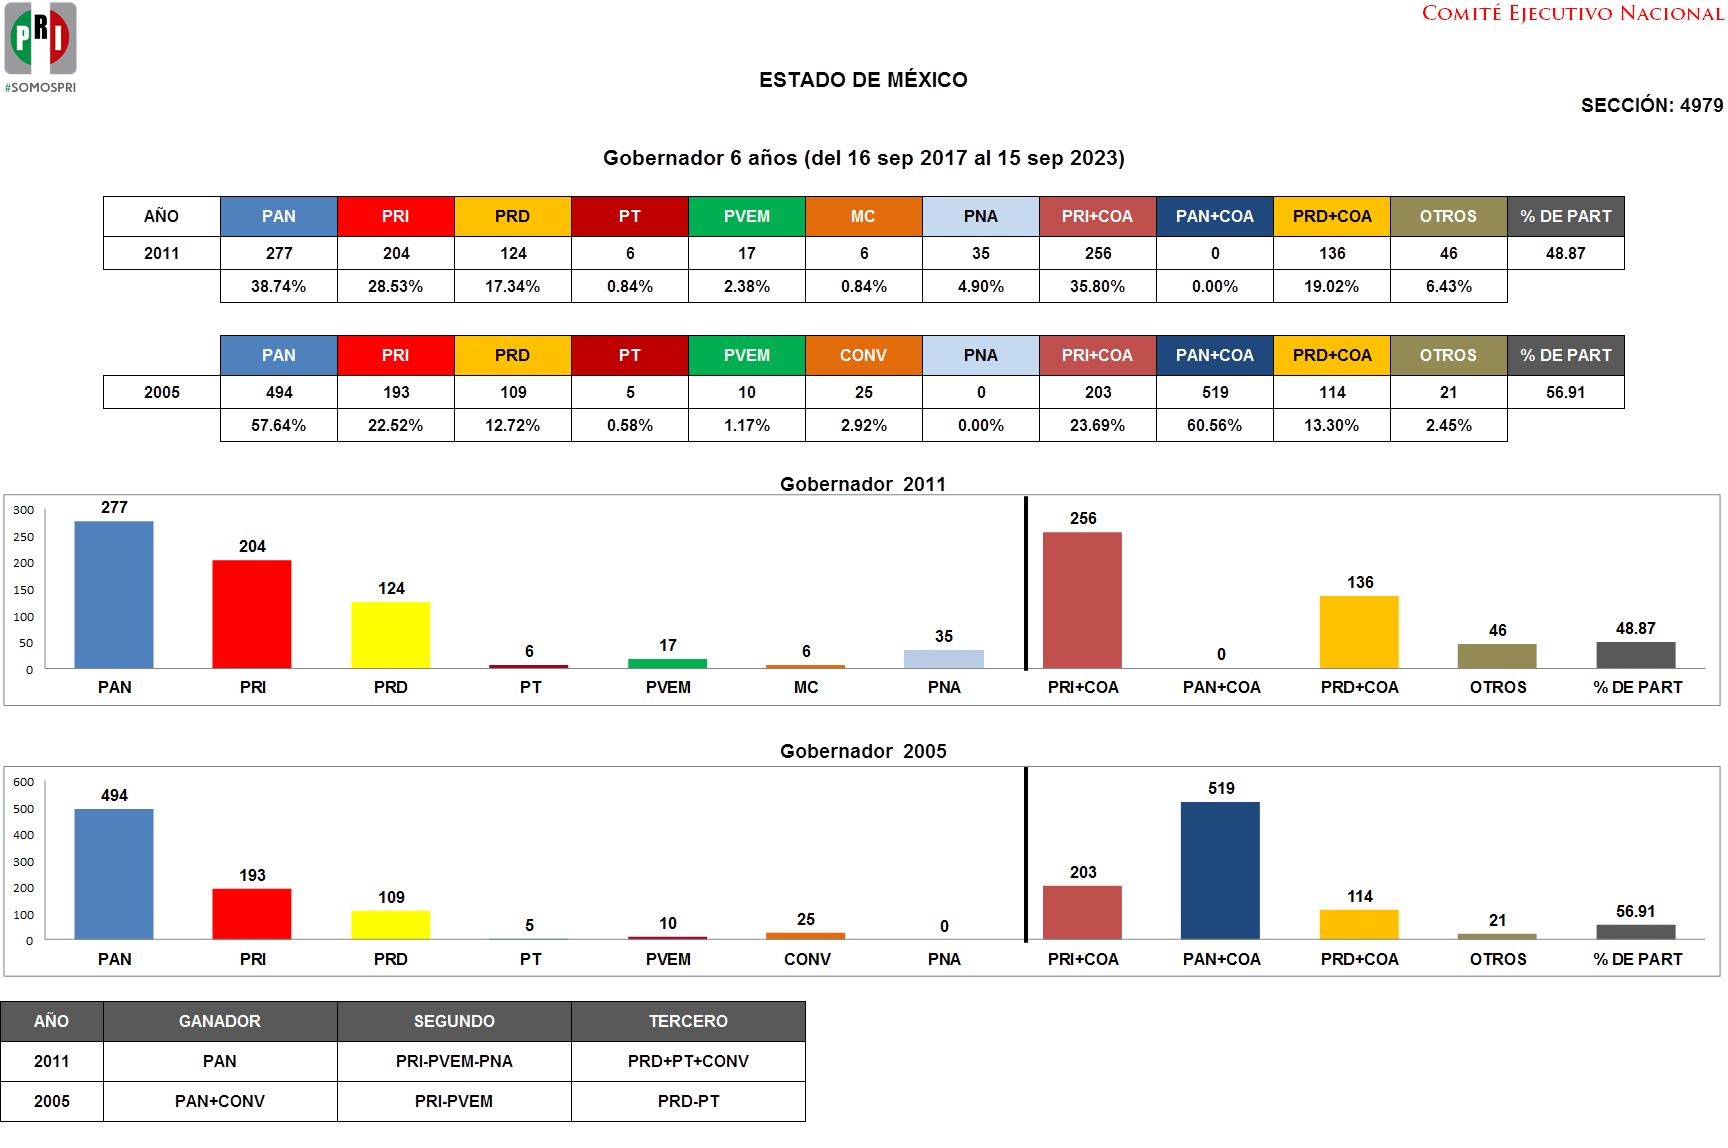 PRI
#SOMOSPRI
COMITÉ EJECUTIVO NACIONAL
ESTADO DE MÉXICO
SECCIÓN: 4979
Gobernador 6 años (del 16 sep 2017 al 15 sep 2023)
AÑO PAN PRI PRD PT PVEM MC PNA PRI+COA PAN+COA PRD+COA OTROS % DE PART
2011 277 204 124 6 17 6 35 256 0 136 46 48.87
38.74% 28.53% 17.34% 0.84% 2.38% 0.84% 4.90% 35.80% 0.00% 19.02% 6.43%
PAN PRI PRD PT PVEM CONV PNA PRI+COA PAN+COA PRD+COA OTROS % DE PART
2005 494 193 109 5 10 25 0 203 519 114 21 56.91
57.64% 22.52% 12.72% 0.58% 1.17% 2.92% 0.00% 23.69% 60.56% 13.30% 2.45%
Gobernador 2011
300
250
200
150
100
50
0
277 204 124 6 17 6 35 256 0 136 46 48.87
PAN PRI PRD PT PVEM MC PNA PRI+COA PAN+COA PRD+COA OTROS % DE PART
Gobernador 2005
600
500
400
300
200
100
0
494 193 109 5 10 25 0 203 519 114 21 56.91
PAN PRI PRD PT PVEM CONV PNA PRI+COA PAN+COA PRD+COA OTROS % DE PART
AÑO GANADOR SEGUNDO TERCERO
2011 PAN PRI-PVEM-PNA PRD+PT+CONV
2005 PAN+CONV PRI-PVEM PRD-PT